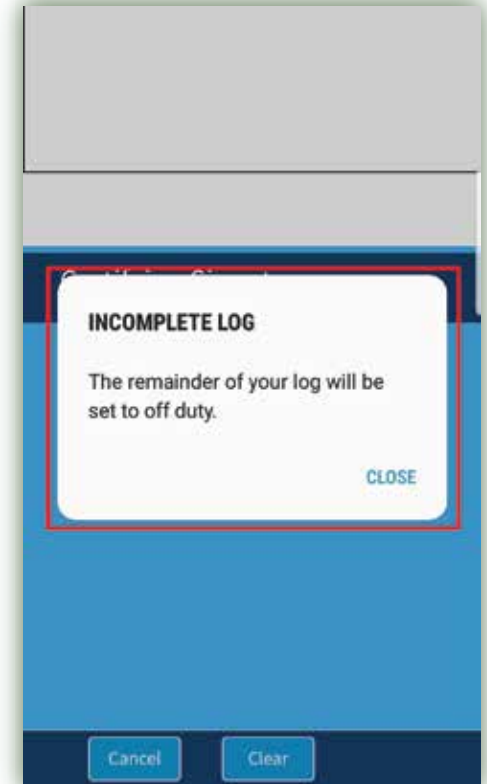 INCOMPLETE LOG
The remainder of your log will be
set to off duty.
CLOSE
Cancel
Clear